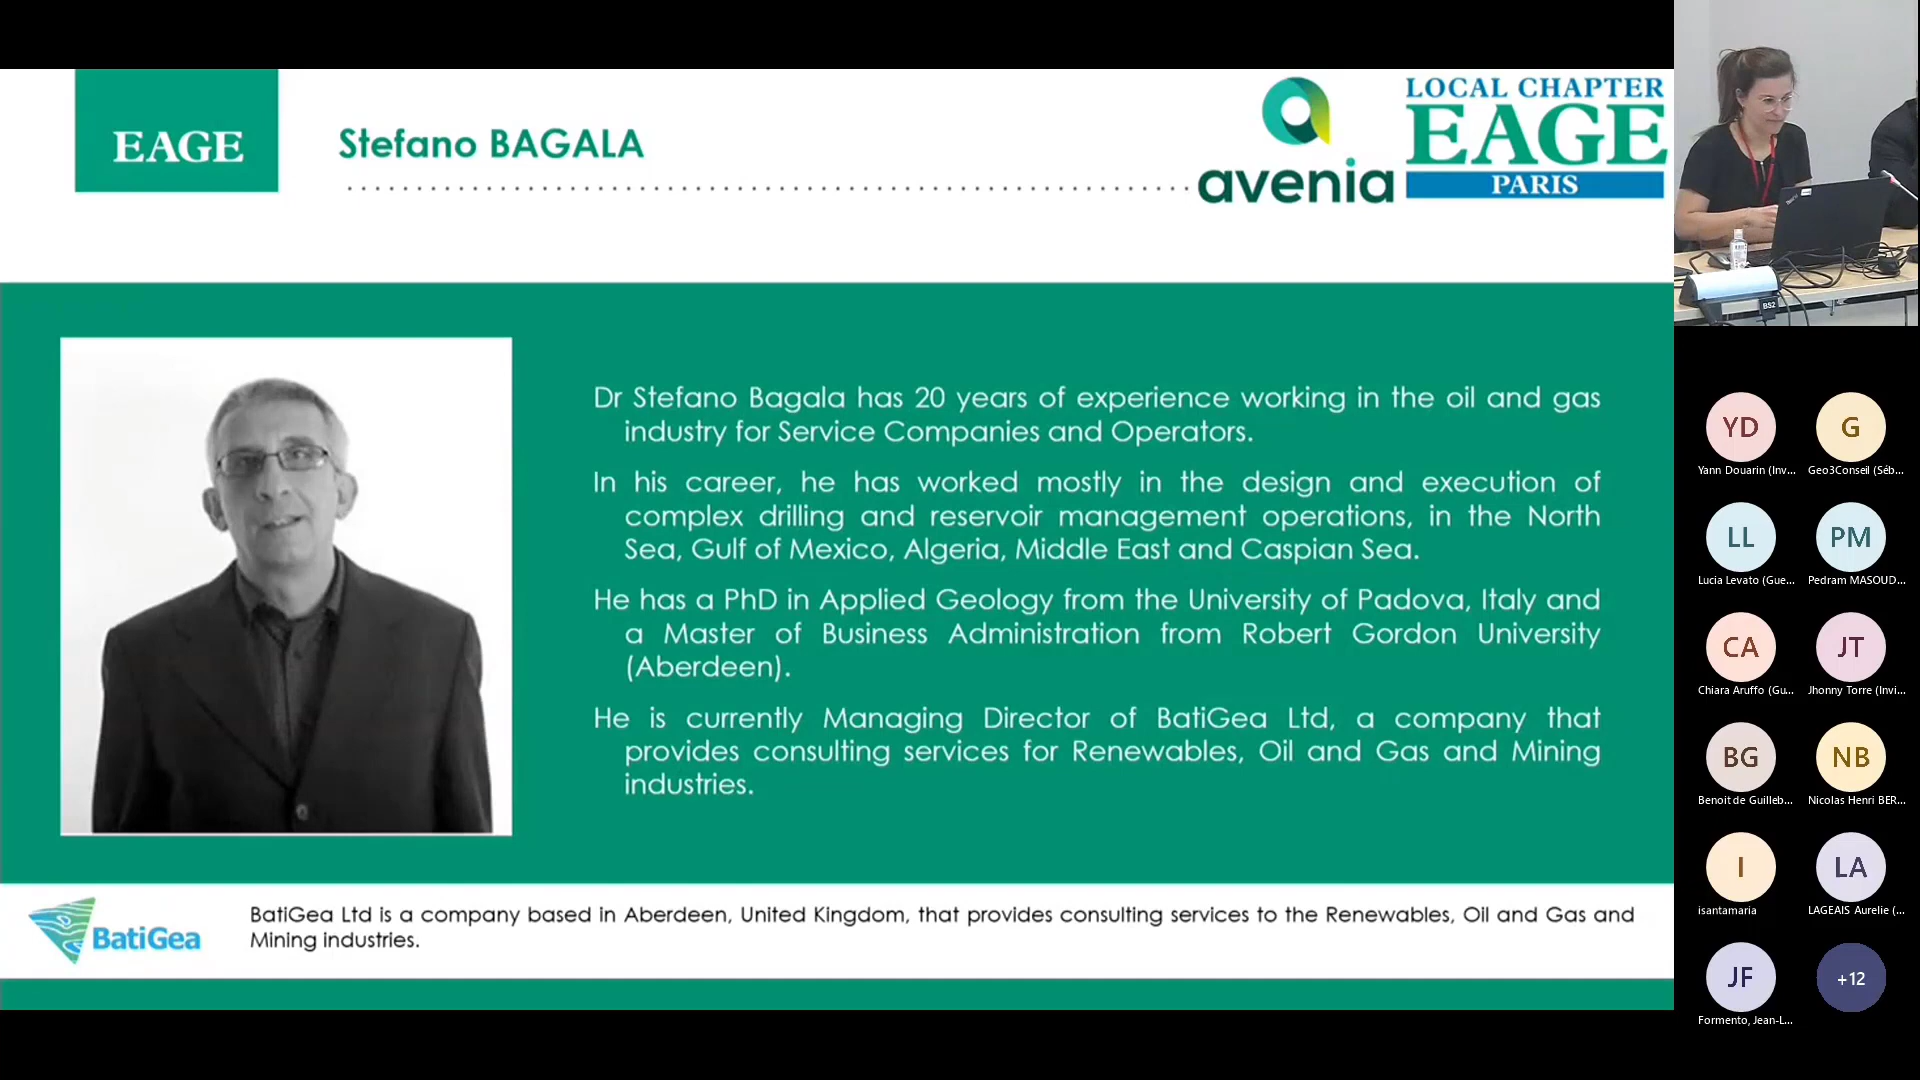 EAGE
Stefano BAGALA
avenia
LOCAL CHAPTER
EAGE
PARIS
Dr Stefano Bagala has 20 years of experience working in the oil and gas
industry for Service Companies and Operators.
In his career, he has worked mostly in the design and execution of
complex drilling and reservoir management operations, in the North
Sea, Gulf of Mexico, Algeria, Middle East and Caspian Sea.
He has a PhD in Applied Geology from the University of Padova, Italy and
a Master of Business Administration from Robert Gordon University
(Aberdeen).
He is currently Managing Director of BatiGea Ltd, a company that
provides consulting services for Renewables, Oil and Gas and Mining
industries.
BatiGea
BatiGea Ltd is a company based in Aberdeen, United Kingdom, that provides consulting services to the Renewables, Oil and Gas and
Mining industries.
BS2
YD
G
Yann Douarin (Inv...
Geo3Conseil (Séb...
LL
PM
Lucia Levato (Gue...
Pedram MASOUD...
CA
JT
Chiara Aruffo (Gu...
Jhonny Torre (Invi...
BG
NB
Benoit de Guilleb...
Nicolas Henri BER...
I
LA
isantamaria
LAGEAIS Aurelie (...
JF
+12
Formento, Jean-L...